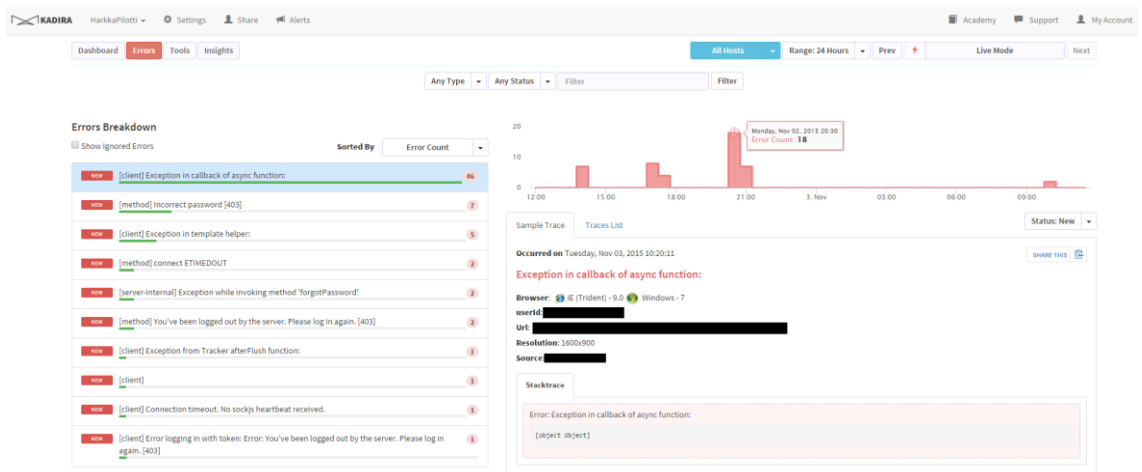 KADIRA HarkkaPilotti Settings Share Alerts Academy Support My Account
Dashboard Errors Tools Insights All Hosts Range: 24 Hours Prev Live Mode Next
Any Type Any Status Filter Filter
Errors Breakdown
Show Ignored Errors Sorted By Error Count
NEW [client] Exception in callback of async function: 46
NEW [method] Incorrect password [403] 7
NEW [client] Exception in template helper: 5
NEW [method] connect ETIMEDOUT 2
NEW [server-internal] Exception while invoking method 'forgotPassword' 2
NEW [method] You've been logged out by the server. Please log in again. [403] 2
NEW [client] Exception from Tracker afterFlush function: 1
NEW [client] 1
NEW [client] Connection timeout. No sockjs heartbeat received. 1
NEW [client] Error logging in with token: Error: You've been logged out by the server. Please log in 1
again. [403]
20
10
0
Monday, Nov 02, 2015 20:30
Error Count: 18
12:00 15:00 18:00 21:00 3. Nov 03:00 06:00 09:00
Sample Trace Traces List Status: New
Occurred on Tuesday, Nov 03, 2015 10:20:11 SHARE THIS
Exception in callback of async function:
Browser: IE (Trident) - 9.0 Windows - 7
userId:
Url:
Resolution: 1600x900
Source:
Stacktrace
Error: Exception in callback of async function:
[object Object]